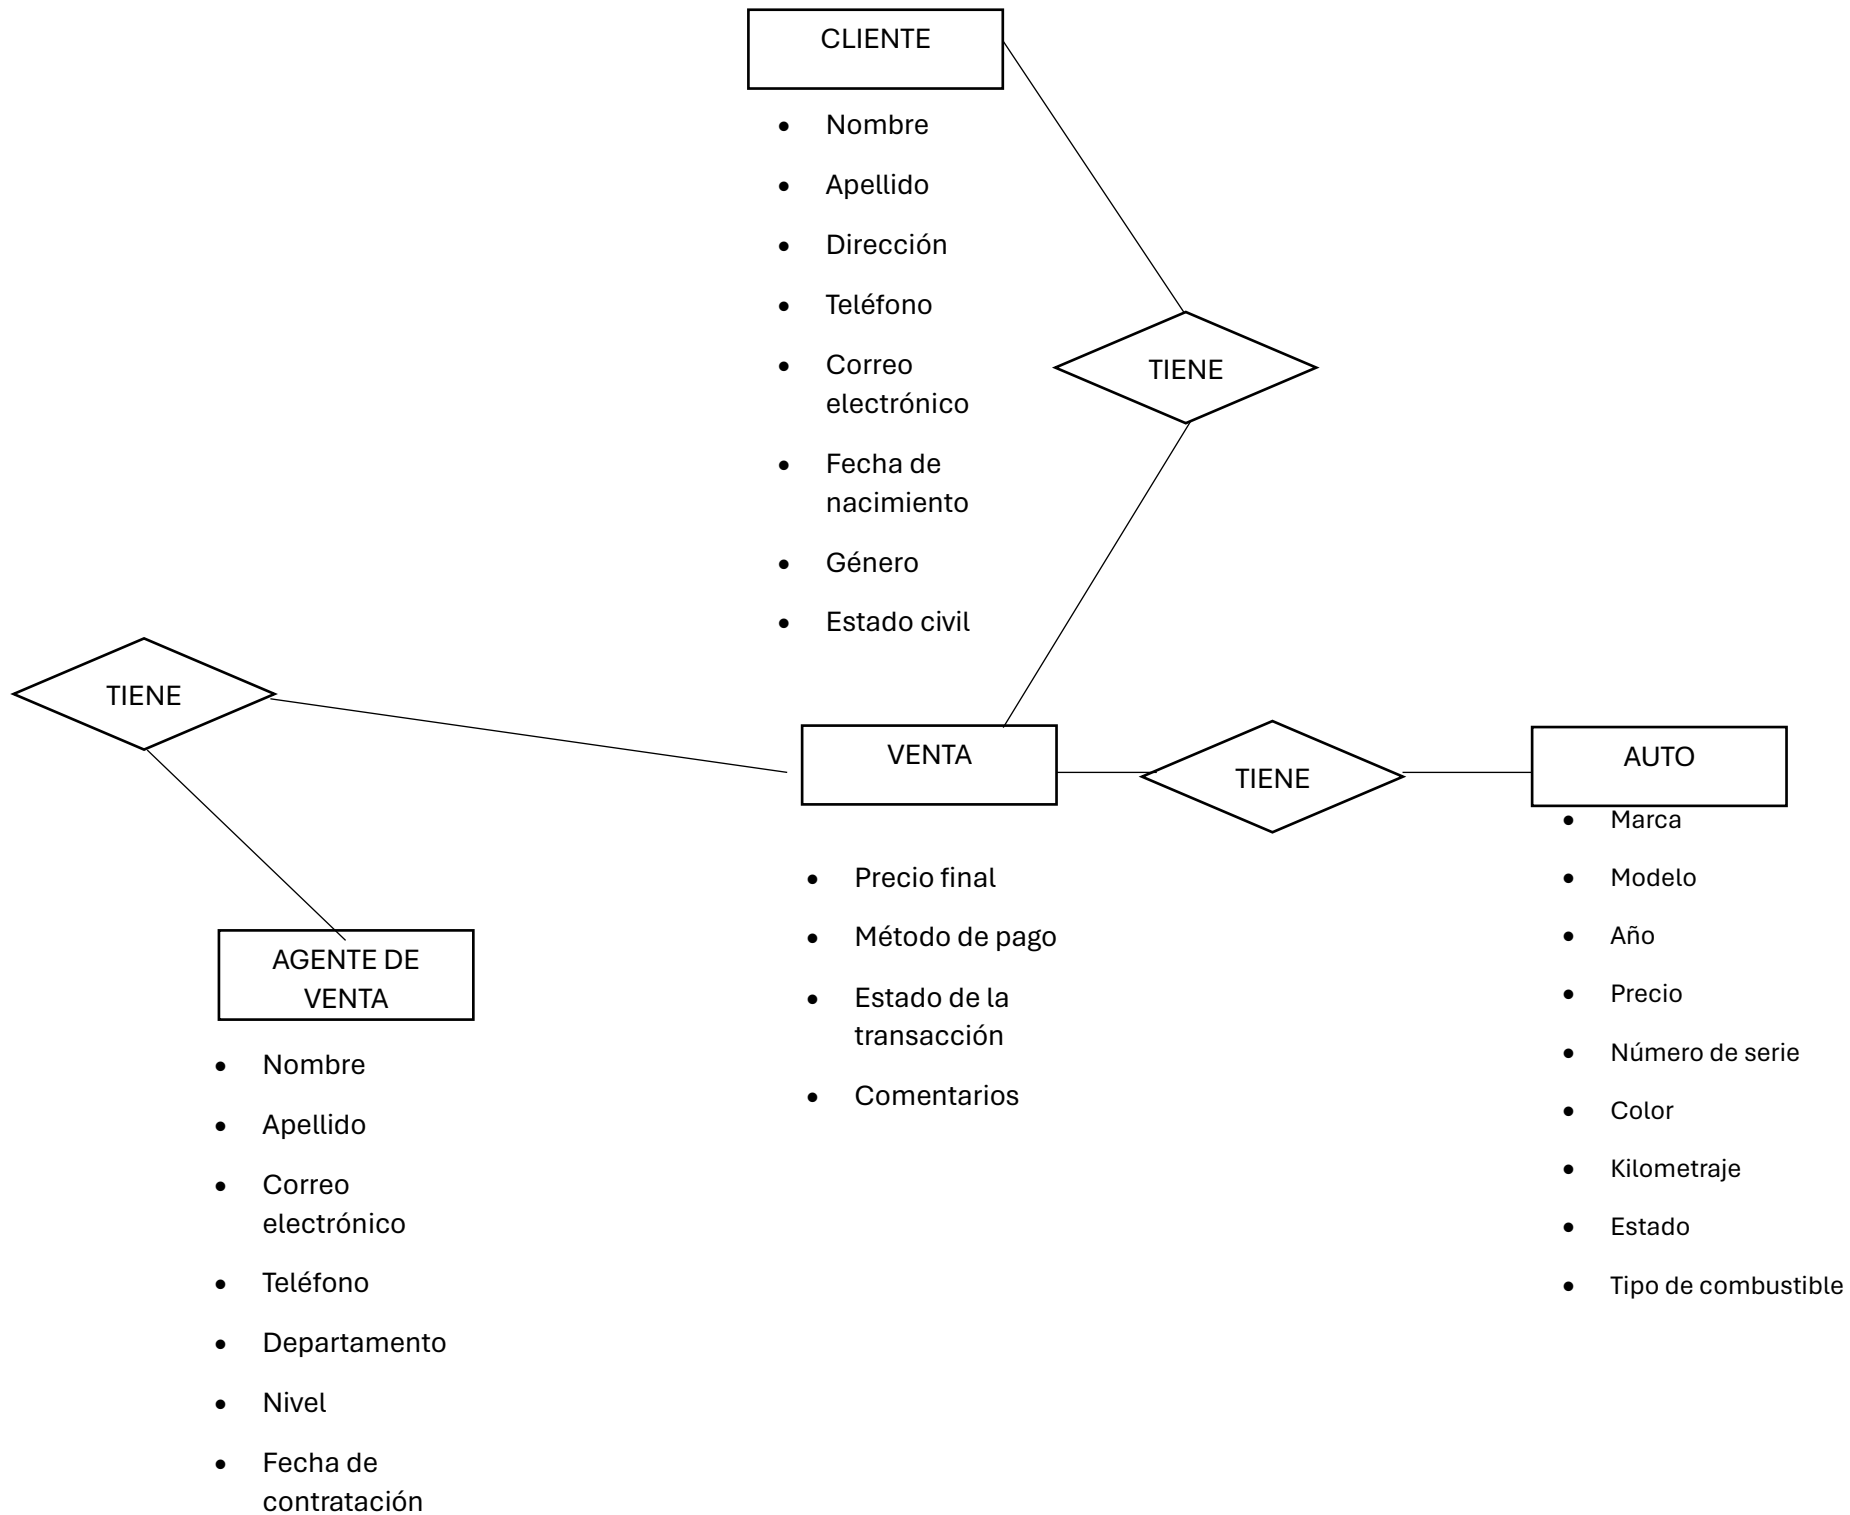 CLIENTE
Nombre
Apellido
Dirección
Teléfono
Correo
electrónico
Fecha de
nacimiento
Género
Estado civil
TIENE
TIENE
VENTA
TIENE
AUTO
Precio final
Método de pago
Estado de la
transacción
Comentarios
Marca
Modelo
Año
Precio
Número de serie
Color
Kilometraje
Estado
Tipo de combustible
AGENTE DE
VENTA
Nombre
Apellido
Correo
electrónico
Teléfono
Departamento
Nivel
Fecha de
contratación